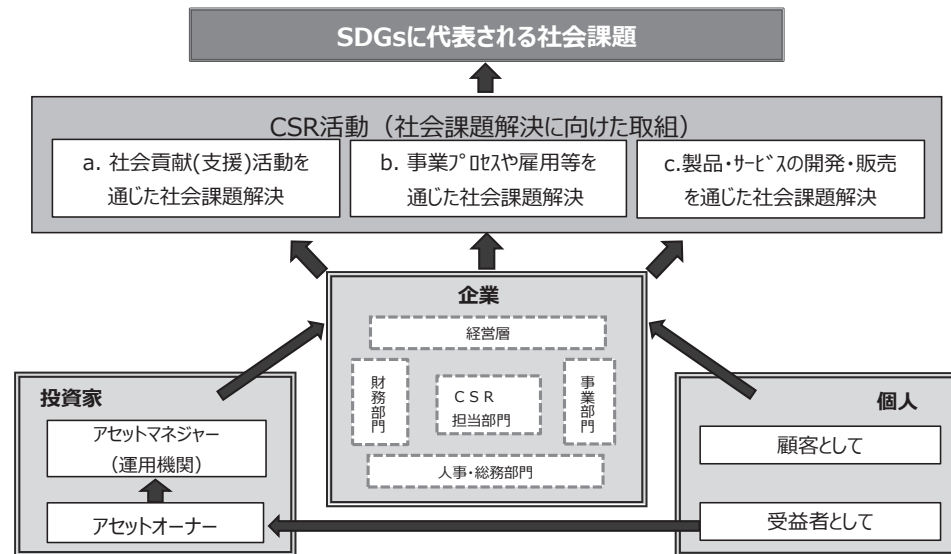 SDGsに代表される社会課題
CSR活動（社会課題解決に向けた取組）
a. 社会貢献(支援)活動を
通じた社会課題解決
b. 事業ﾌﾟﾛｾｽや雇用等を
通じた社会課題解決
c.製品・ｻｰﾋﾞｽの開発・販売
を通じた社会課題解決
企業
経営層
財務部門
ＣＳＲ
担当部門
事業部門
人事・総務部門
投資家
アセットマネジャー
（運用機関）
アセットオーナー
個人
顧客として
受益者として